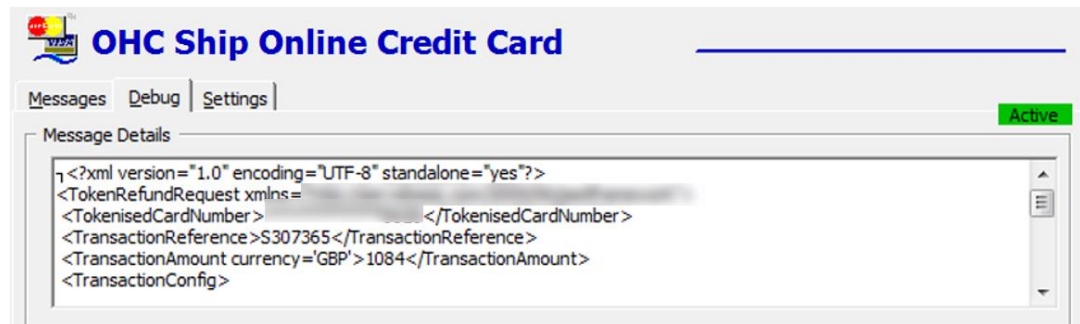 VISA
OHC Ship Online Credit Card
Messages Debug Settings
Active
Message Details
<?xml version="1.0" encoding="UTF-8" standalone="yes"?>
<TokenRefundRequest xmlns=
<TokenisedCardNumber> </TokenisedCardNumber>
<TransactionReference>S307365</TransactionReference>
<TransactionAmount currency='GBP'>1084</TransactionAmount>
<TransactionConfig>